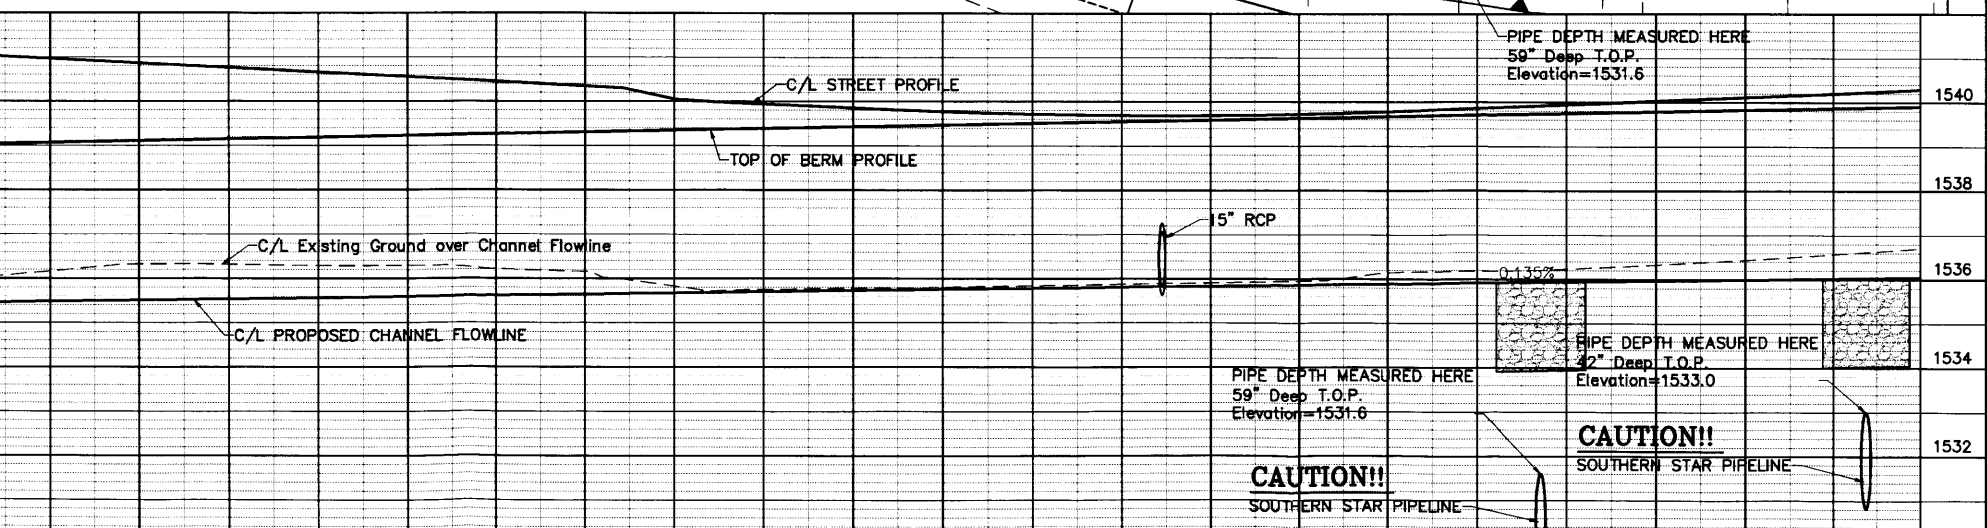 PIPE DEPTH MEASURED HERE
59" Deep T.O.P.
Elevation=1531.6
C/L STREET PROFILE
1540
TOP OF BERM PROFILE
1538
15" RCP
C/L Existing Ground over Channel Flowline
0.135%
1536
C/L PROPOSED CHANNEL FLOWLINE
PIPE DEPTH MEASURED HERE
42" Deep T.O.P.
Elevation=1533.0
1534
PIPE DEPTH MEASURED HERE
59" Deep T.O.P.
Elevation=1531.6
CAUTION!!
SOUTHERN STAR PIPELINE
1532
CAUTION!!
SOUTHERN STAR PIPELINE